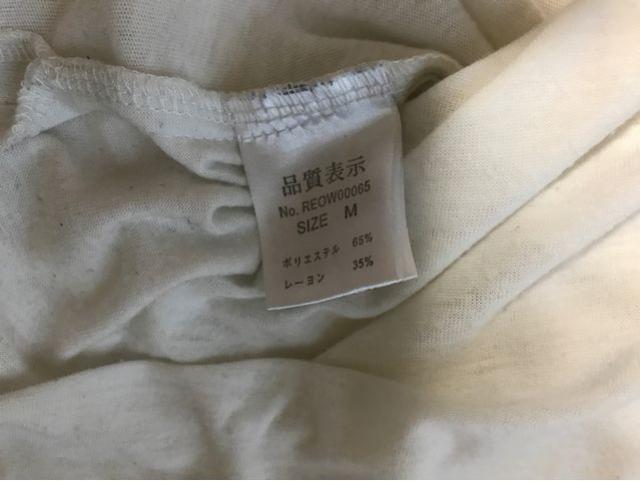 品質表示
No. REOW00065
SIZE M
ポリエステル 65%
レーヨン 35%